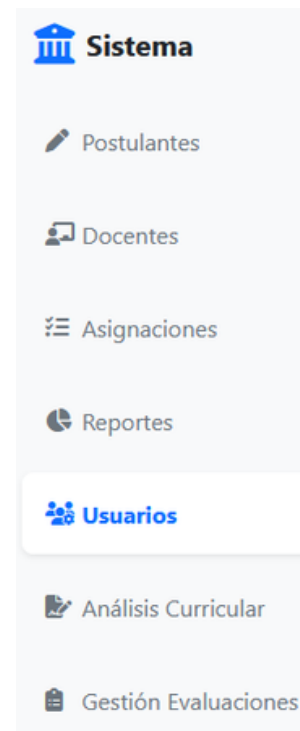 Sistema
Postulantes
Docentes
Asignaciones
Reportes
Usuarios
Análisis Curricular
Gestión Evaluaciones